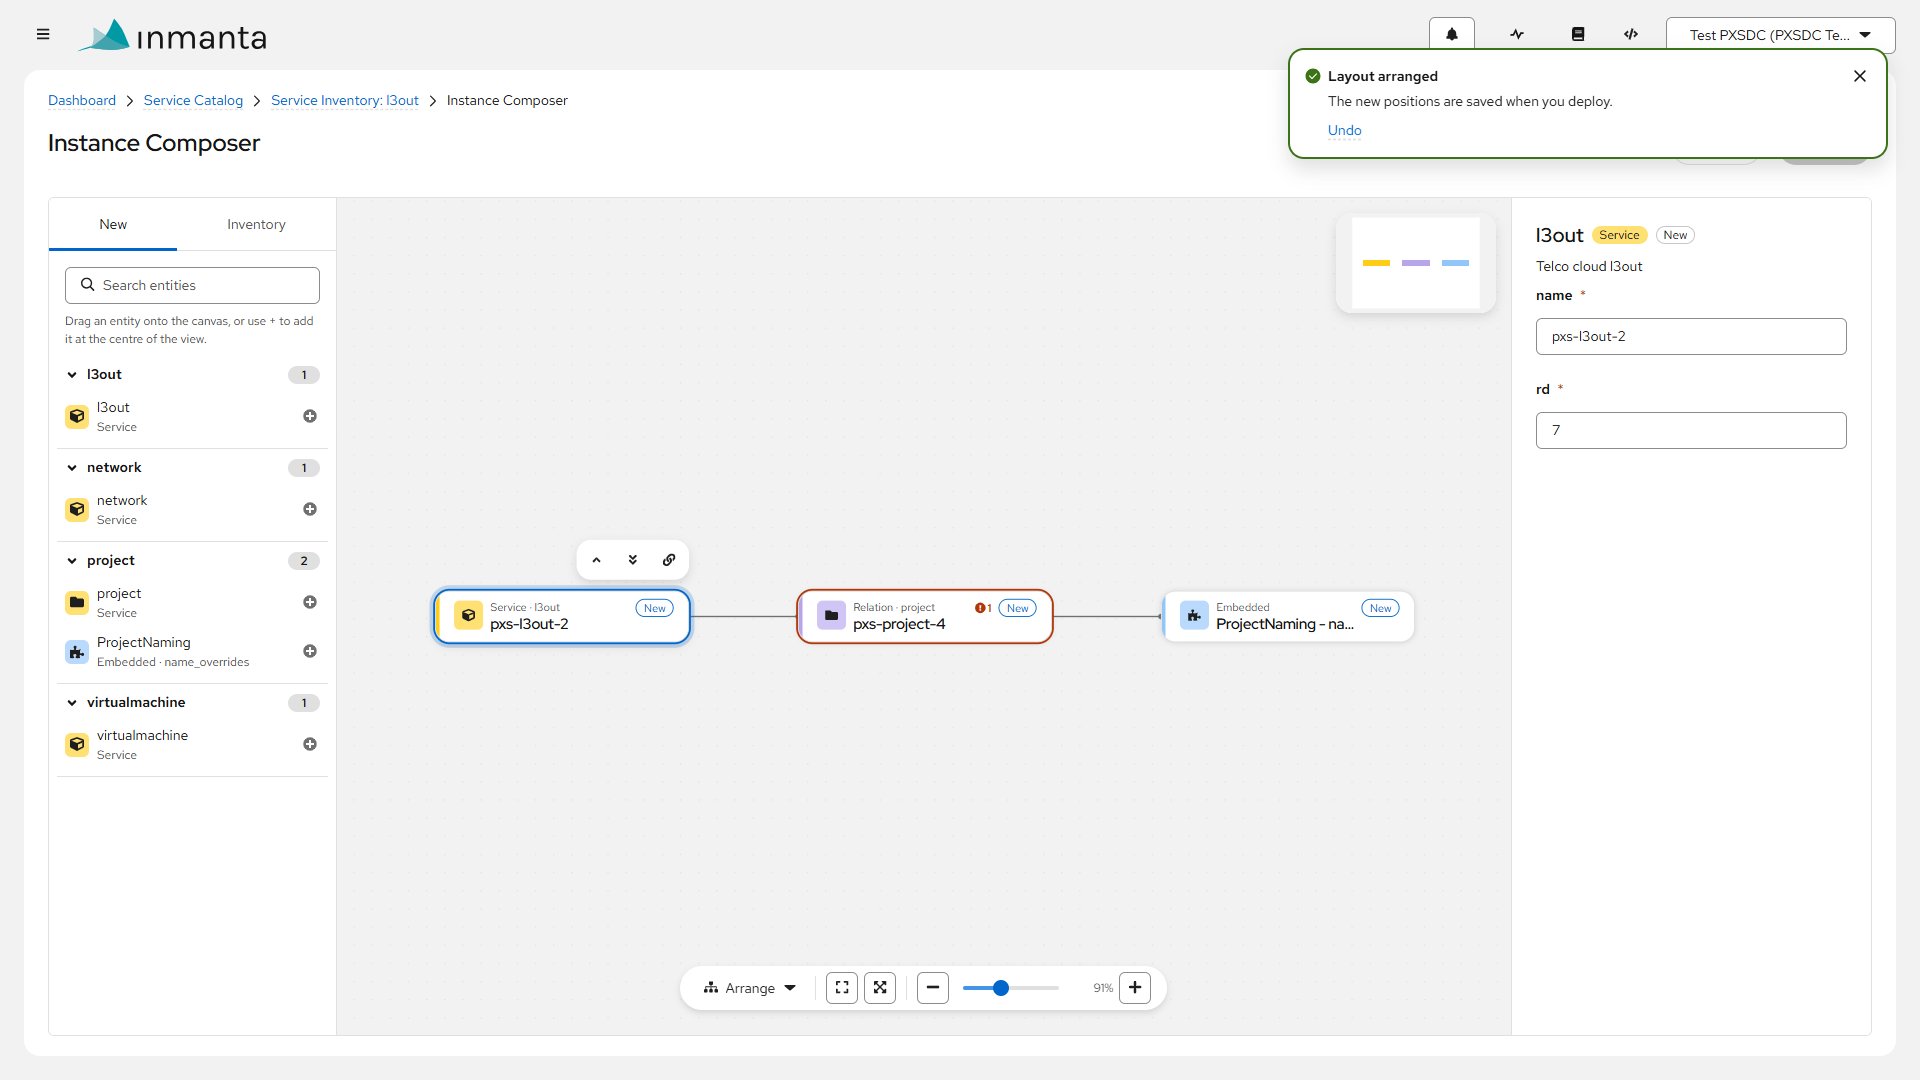 inmanta
Test PXSDC (PXSDC Te...
Layout arranged
The new positions are saved when you deploy.
Undo
Dashboard > Service Catalog > Service Inventory: l3out > Instance Composer
Instance Composer
New
Inventory
Search entities
Drag an entity onto the canvas, or use + to add
it at the centre of the view.
l3out 1
l3out
Service
network 1
network
Service
project 2
project
Service
ProjectNaming
Embedded · name_overrides
virtualmachine 1
virtualmachine
Service
Service · l3out New
pxs-l3out-2
Relation · project 1 New
pxs-project-4
Embedded New
ProjectNaming - na...
Arrange
91%
l3out Service New
Telco cloud l3out
name *
pxs-l3out-2
rd *
7